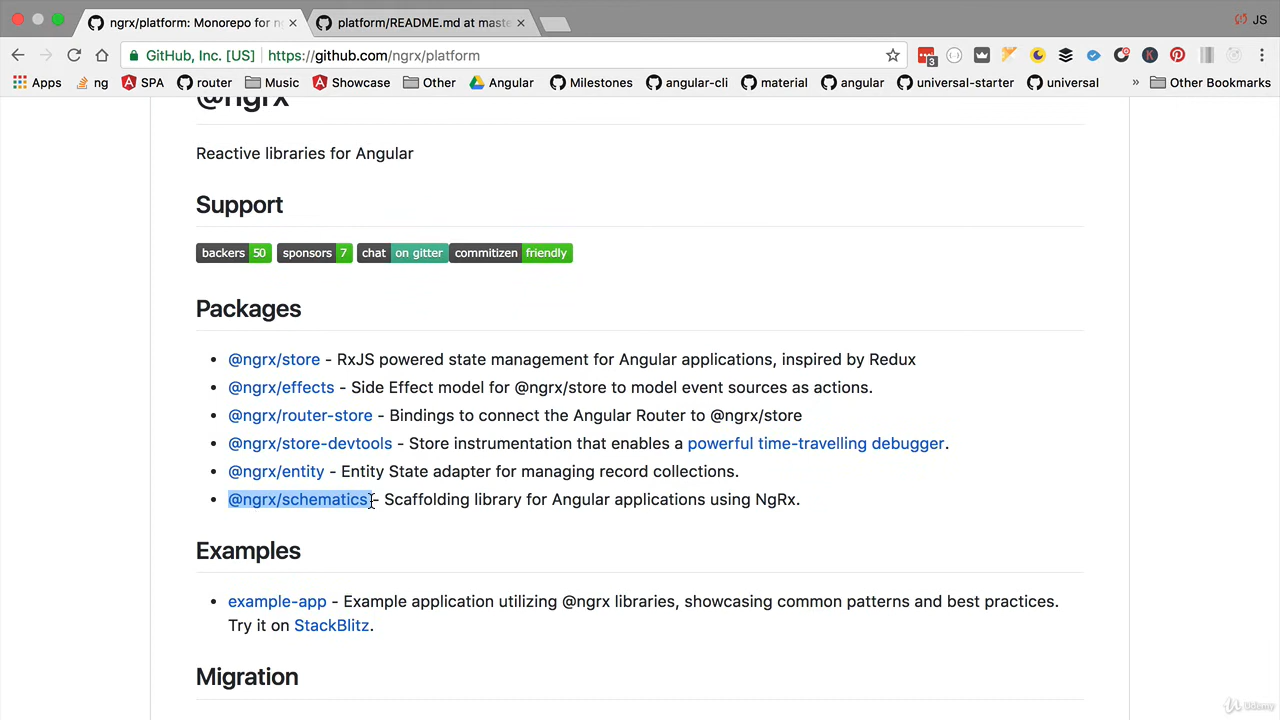 ngrx/platform: Monorepo for n
platform/README.md at maste
JS
GitHub, Inc. [US]
https://github.com/ngrx/platform
3
Apps
ng
SPA
router
Music
Showcase
Other
Angular
Milestones
angular-cli
material
angular
universal-starter
universal
»
Other Bookmarks
@ngrx
Reactive libraries for Angular
Support
backers 50 sponsors 7 chat on gitter commitizen friendly
Packages
• @ngrx/store - RxJS powered state management for Angular applications, inspired by Redux
• @ngrx/effects - Side Effect model for @ngrx/store to model event sources as actions.
• @ngrx/router-store - Bindings to connect the Angular Router to @ngrx/store
• @ngrx/store-devtools - Store instrumentation that enables a powerful time-travelling debugger.
• @ngrx/entity - Entity State adapter for managing record collections.
• @ngrx/schematics - Scaffolding library for Angular applications using NgRx.
Examples
• example-app - Example application utilizing @ngrx libraries, showcasing common patterns and best practices.
Try it on StackBlitz.
Migration
Udemy